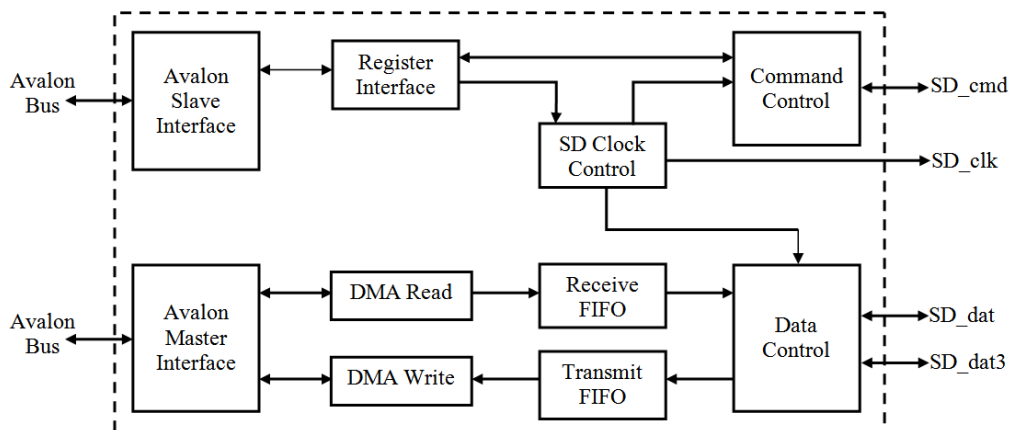 Avalon
Bus
Avalon
Slave
Interface
Register
Interface
Command
Control
SD_cmd
SD Clock
Control
SD_clk
Avalon
Bus
Avalon
Master
Interface
DMA Read
Receive
FIFO
Data
Control
SD_dat
DMA Write
Transmit
FIFO
SD_dat3